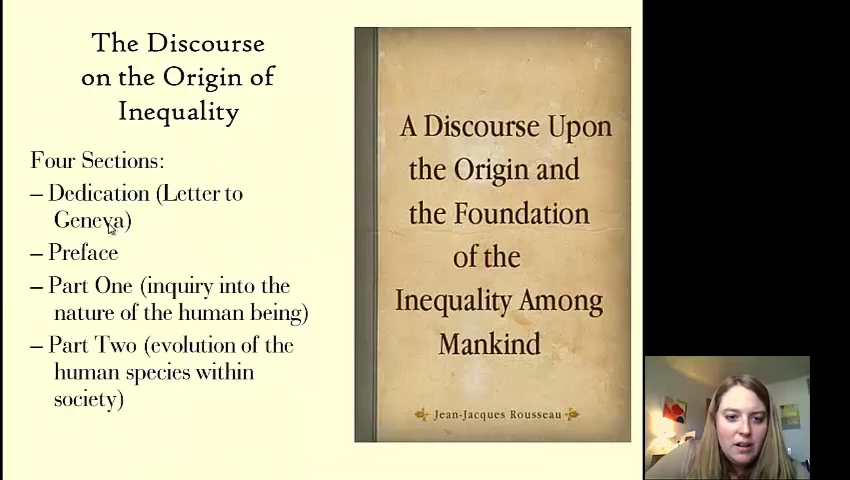 The Discourse
on the Origin of
Inequality
Four Sections:
– Dedication (Letter to
Geneva)
– Preface
– Part One (inquiry into the
nature of the human being)
– Part Two (evolution of the
human species within
society)
A Discourse Upon
the Origin and
the Foundation
of the
Inequality Among
Mankind
Jean-Jacques Rousseau